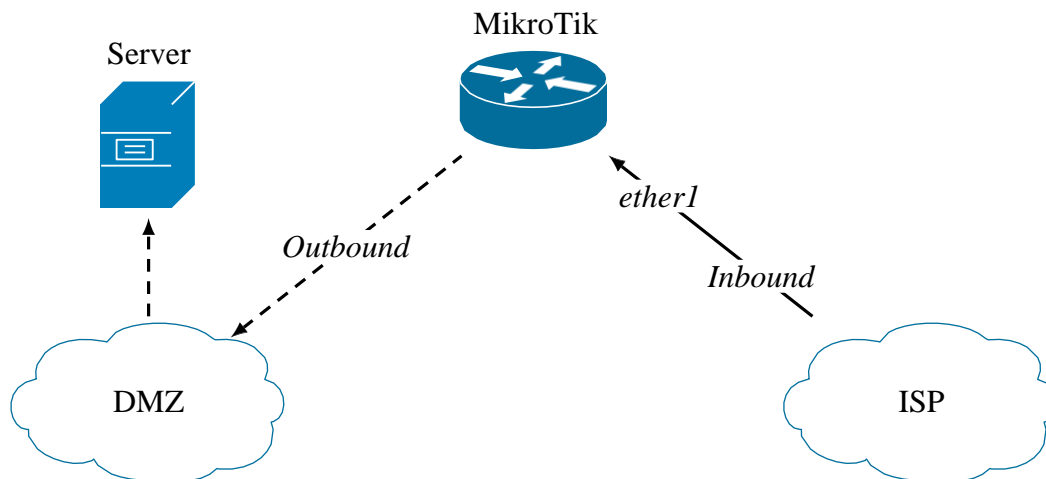 MikroTik
Server
ether1
Outbound
Inbound
DMZ
ISP